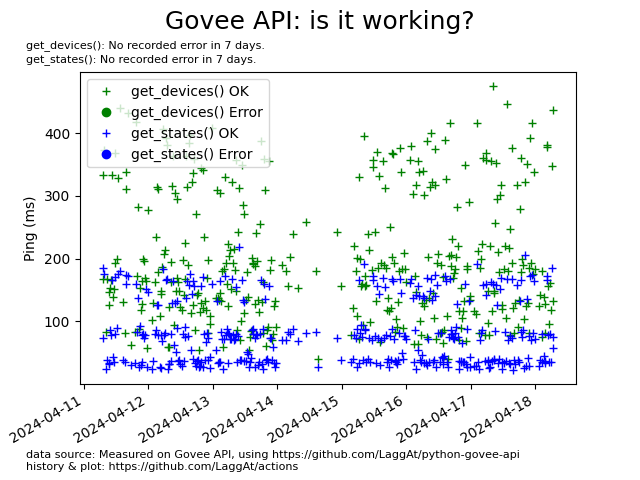 Govee API: is it working?
get_devices(): No recorded error in 7 days.
get_states(): No recorded error in 7 days.
get_devices() OK
get_devices() Error
get_states() OK
get_states() Error
Ping (ms)
400
300
200
100
2024-04-11
2024-04-12
2024-04-13
2024-04-14
2024-04-15
2024-04-16
2024-04-17
2024-04-18
data source: Measured on Govee API, using https://github.com/LaggAt/python-govee-api
history & plot: https://github.com/LaggAt/actions